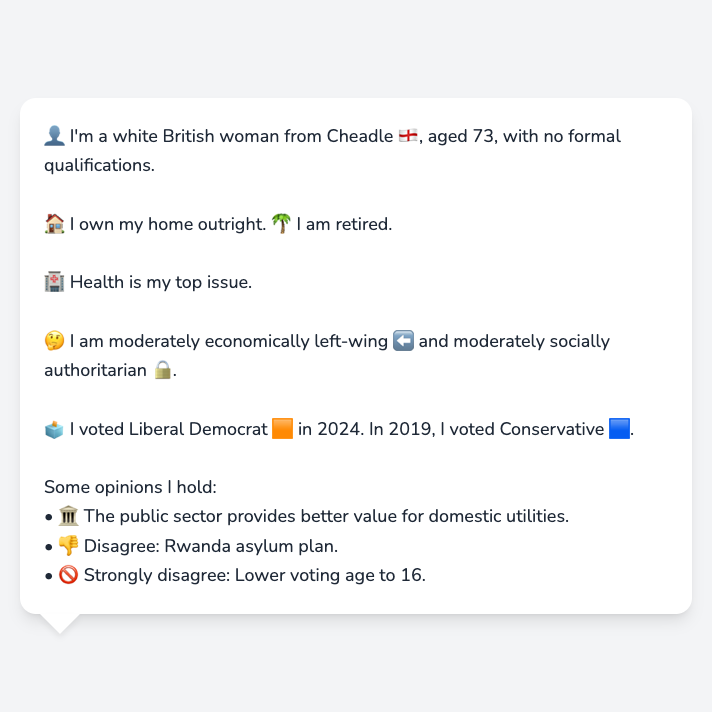 👤 I'm a white British woman from Cheadle 🏴󠁧󠁢󠁥󠁮󠁧󠁿, aged 73, with no formal
qualifications.
🏠 I own my home outright. 🌴 I am retired.
🏥 Health is my top issue.
🤔 I am moderately economically left-wing ⬅️ and moderately socially
authoritarian 🔒.
🗳️ I voted Liberal Democrat 🟧 in 2024. In 2019, I voted Conservative 🟦.
Some opinions I hold:
• 🏛️ The public sector provides better value for domestic utilities.
• 👎 Disagree: Rwanda asylum plan.
• 🚫 Strongly disagree: Lower voting age to 16.